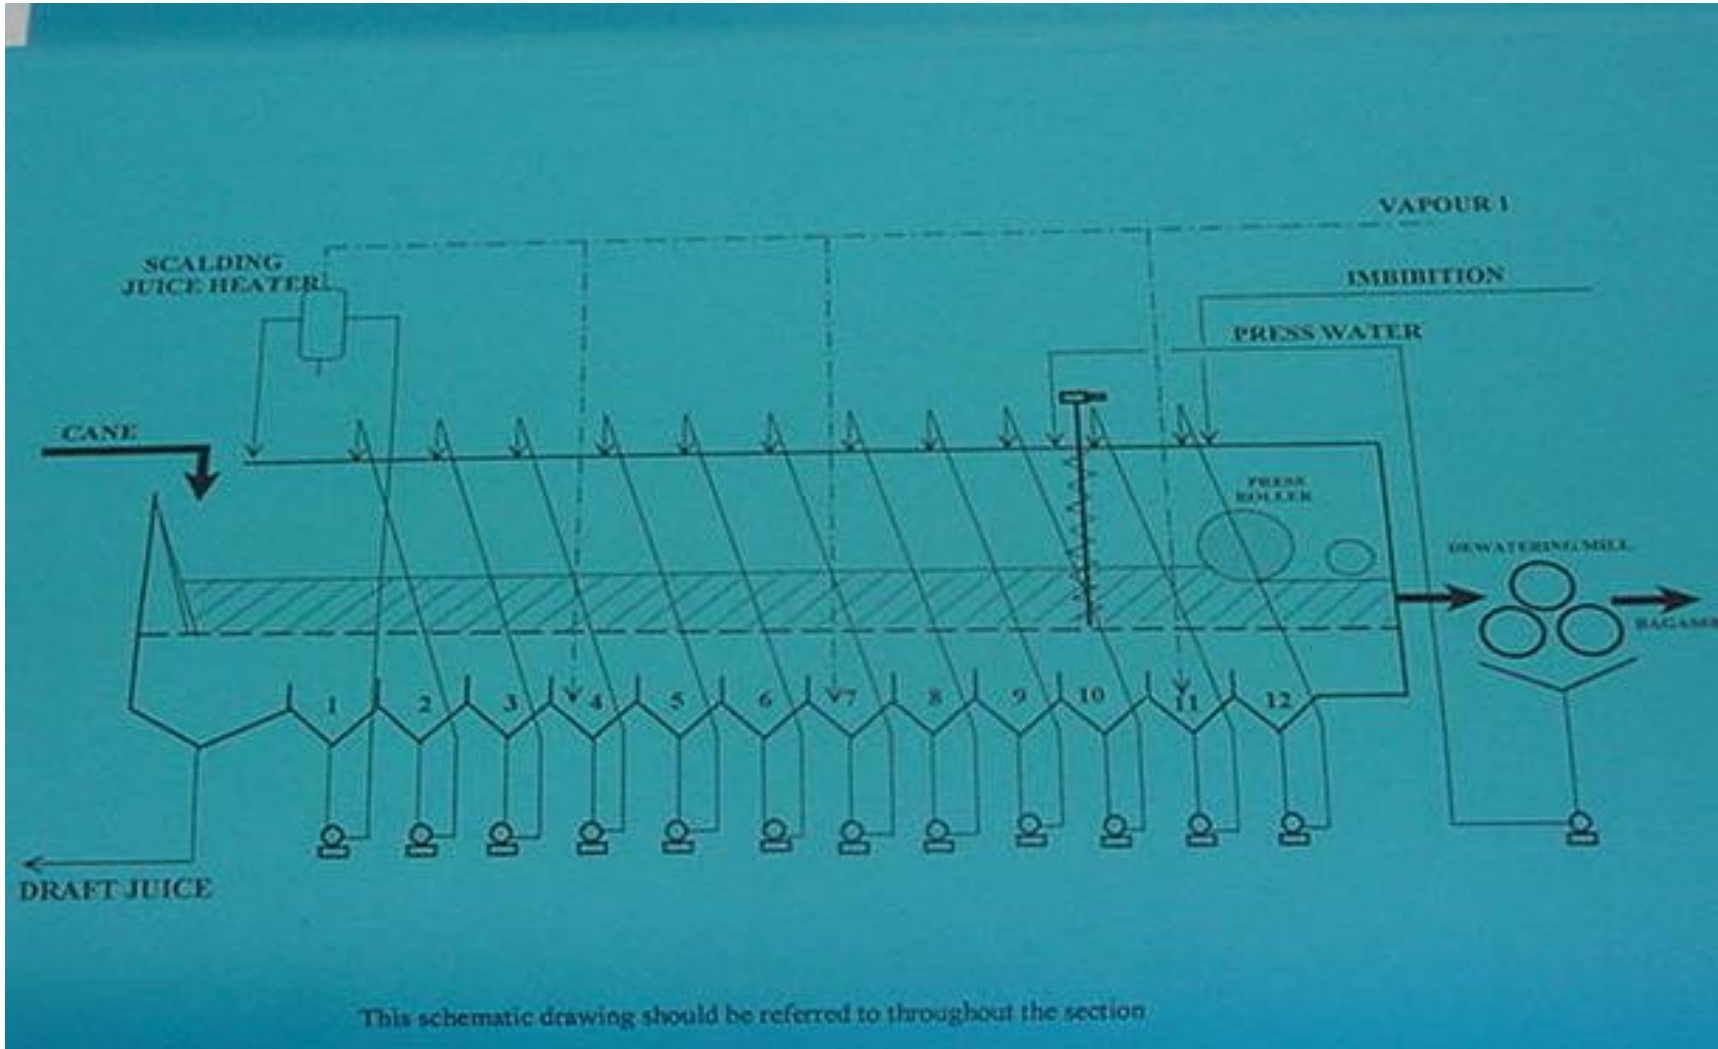 VAPOUR 1
SCALDING
JUICE HEATER
IMBIBITION
PRESS WATER
CANE
PRESS
ROLLER
DEWATERING MILL
BAGASSE
1 2 3 4 5 6 7 8 9 10 11 12
DRAFT JUICE
This schematic drawing should be referred to throughout the section